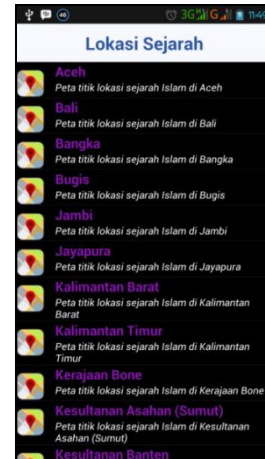 46 3G G 11:49
Lokasi Sejarah
Aceh
Peta titik lokasi sejarah Islam di Aceh
Bali
Peta titik lokasi sejarah Islam di Bali
Bangka
Peta titik lokasi sejarah Islam di Bangka
Bugis
Peta titik lokasi sejarah Islam di Bugis
Jambi
Peta titik lokasi sejarah Islam di Jambi
Jayapura
Peta titik lokasi sejarah Islam di Jayapura
Kalimantan Barat
Peta titik lokasi sejarah Islam di Kalimantan
Barat
Kalimantan Timur
Peta titik lokasi sejarah Islam di Kalimantan
Timur
Kerajaan Bone
Peta titik lokasi sejarah Islam di Kerajaan Bone
Kesultanan Asahan (Sumut)
Peta titik lokasi sejarah Islam di Kesultanan
Asahan (Sumut)
Kesultanan Banten